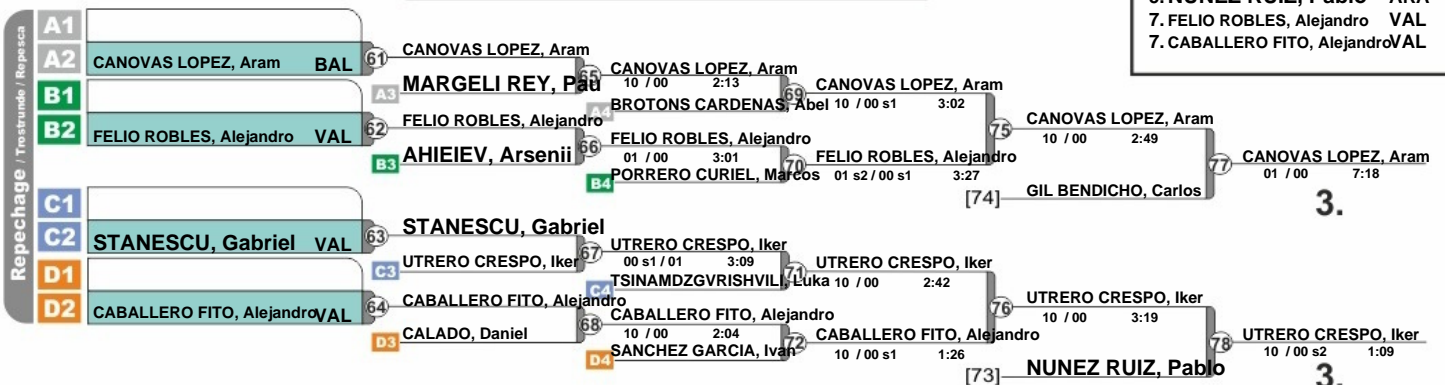 5. NUNEZ RUIZ, Pablo ARA
7. FELIO ROBLES, Alejandro VAL
7. CABALLERO FITO, Alejandro VAL
Repechage / Trostrunde / Repesca
A1
A2 CANOVAS LOPEZ, Aram BAL 61
B1
B2 FELIO ROBLES, Alejandro VAL 62
C1
C2 STANESCU, Gabriel VAL 63
D1
D2 CABALLERO FITO, Alejandro VAL 64
CANOVAS LOPEZ, Aram
A3 MARGELI REY, Pau 65
FELIO ROBLES, Alejandro
B3 AHIEIEV, Arsenii 66
STANESCU, Gabriel
C3 UTRERO CRESPO, Iker 67
CABALLERO FITO, Alejandro
D3 CALADO, Daniel 68
CANOVAS LOPEZ, Aram
10 / 00 2:13
A4 BROTONS CARDENAS, Abel 69
FELIO ROBLES, Alejandro
01 / 00 3:01
B4 PORRERO CURIEL, Marcos 70
UTRERO CRESPO, Iker
00 s1 / 01 3:09
C4 TSINAMDZGVRISHVILI, Luka 71
CABALLERO FITO, Alejandro
10 / 00 2:04
D4 SANCHEZ GARCIA, Ivan 72
CANOVAS LOPEZ, Aram
10 / 00 s1 3:02
75
FELIO ROBLES, Alejandro
01 s2 / 00 s1 3:27
UTRERO CRESPO, Iker
10 / 00 2:42
76
CABALLERO FITO, Alejandro
10 / 00 s1 1:26
CANOVAS LOPEZ, Aram
10 / 00 2:49
77
[74] GIL BENDICHO, Carlos
UTRERO CRESPO, Iker
10 / 00 3:19
78
[73] NUNEZ RUIZ, Pablo
CANOVAS LOPEZ, Aram
01 / 00 7:18
3.
UTRERO CRESPO, Iker
10 / 00 s2 1:09
3.